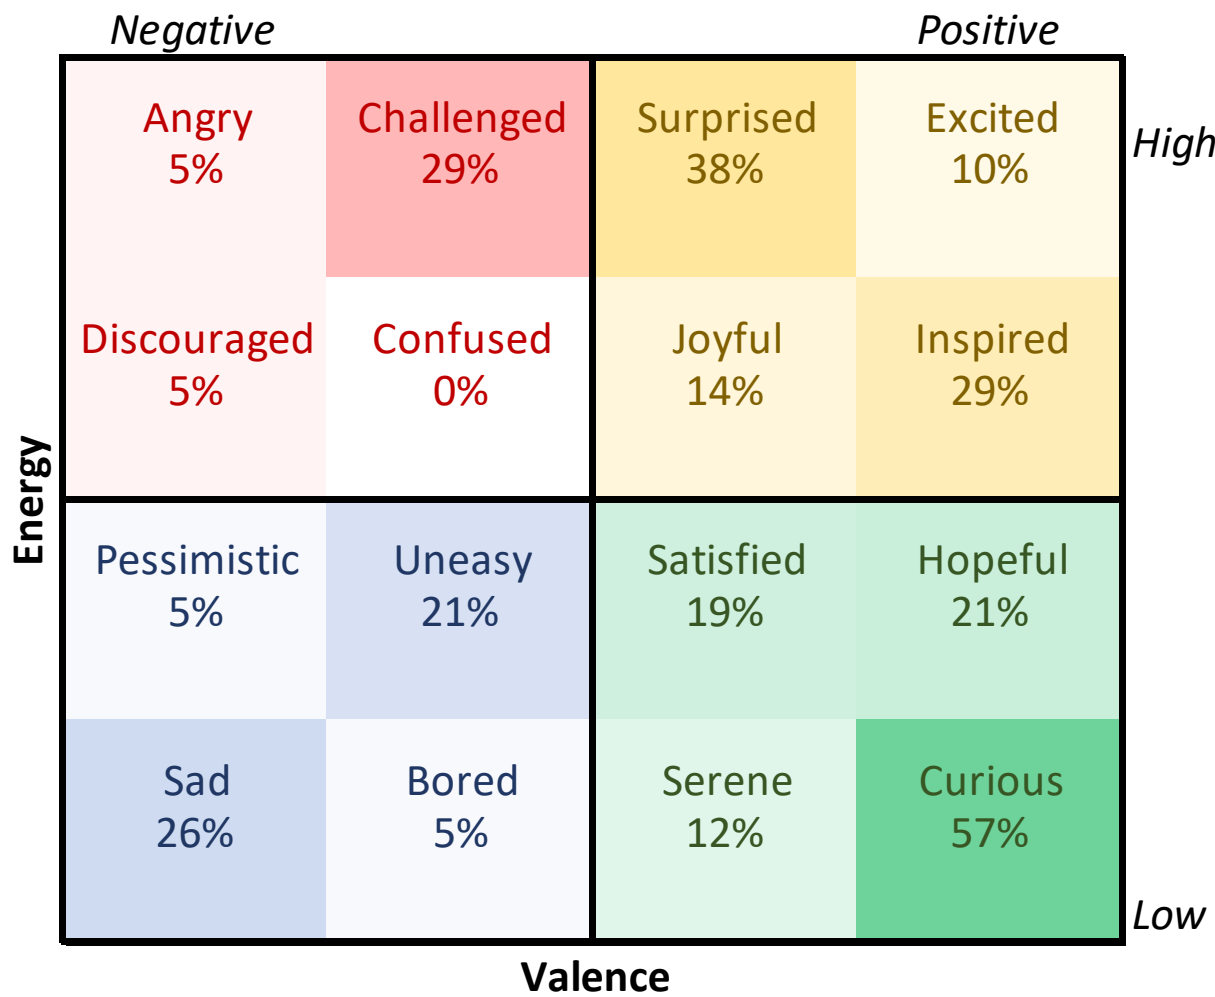 Negative
Positive
Angry
5%
Challenged
29%
Surprised
38%
Excited
10%
High
Discouraged
5%
Confused
0%
Joyful
14%
Inspired
29%
Energy
Pessimistic
5%
Uneasy
21%
Satisfied
19%
Hopeful
21%
Sad
26%
Bored
5%
Serene
12%
Curious
57%
Low
Valence